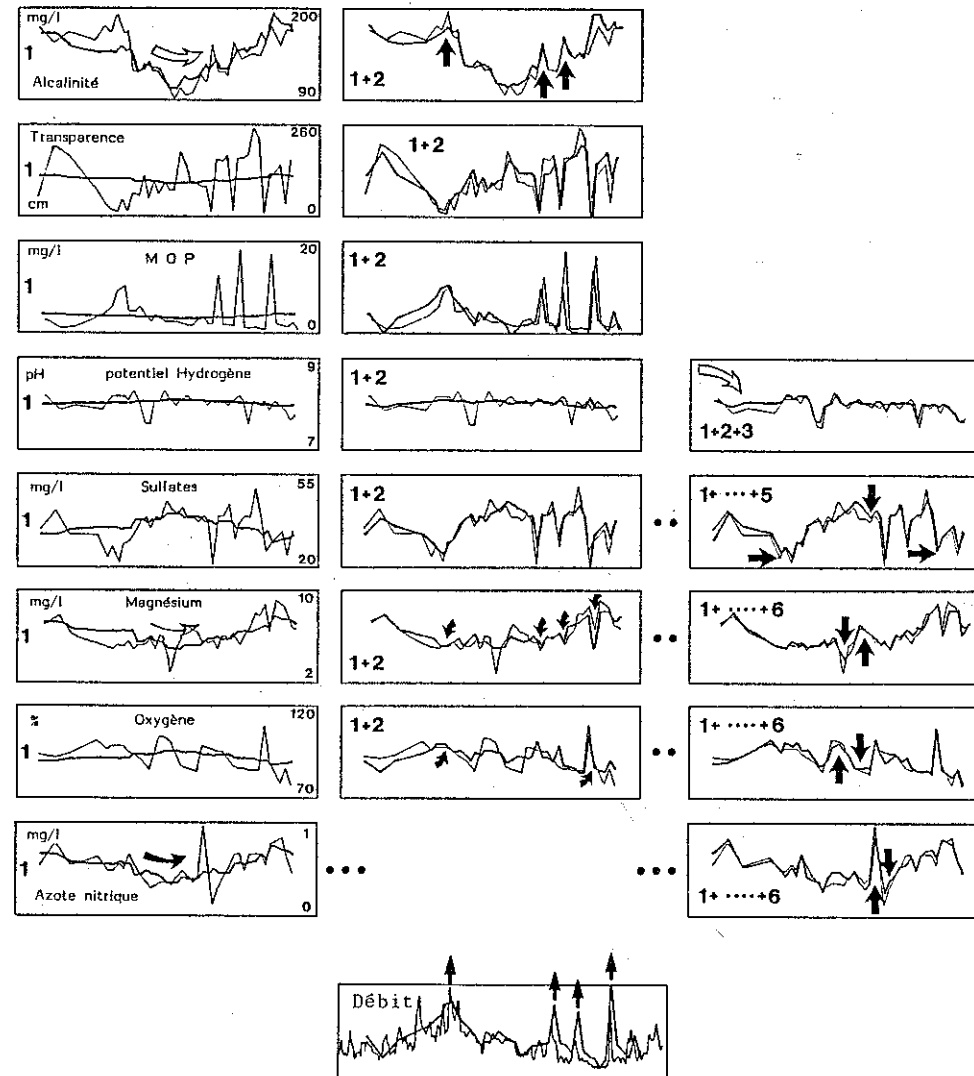 mg/l
200
1
Alcalinité
90
1+2
Transparence
260
1
cm
0
1+2
mg/l
MOP
20
1
0
1+2
pH
potentiel Hydrogène
9
1
7
1+2
1+2+3
mg/l
Sulfates
55
1
20
1+2
••
1+ ····· +5
mg/l
Magnésium
10
1
2
1+2
••
1+ ····· +6
%
Oxygène
120
1
70
1+2
••
1+ ····· +6
mg/l
1
1
Azote nitrique
0
•••
•••
1+ ····· +6
Débit